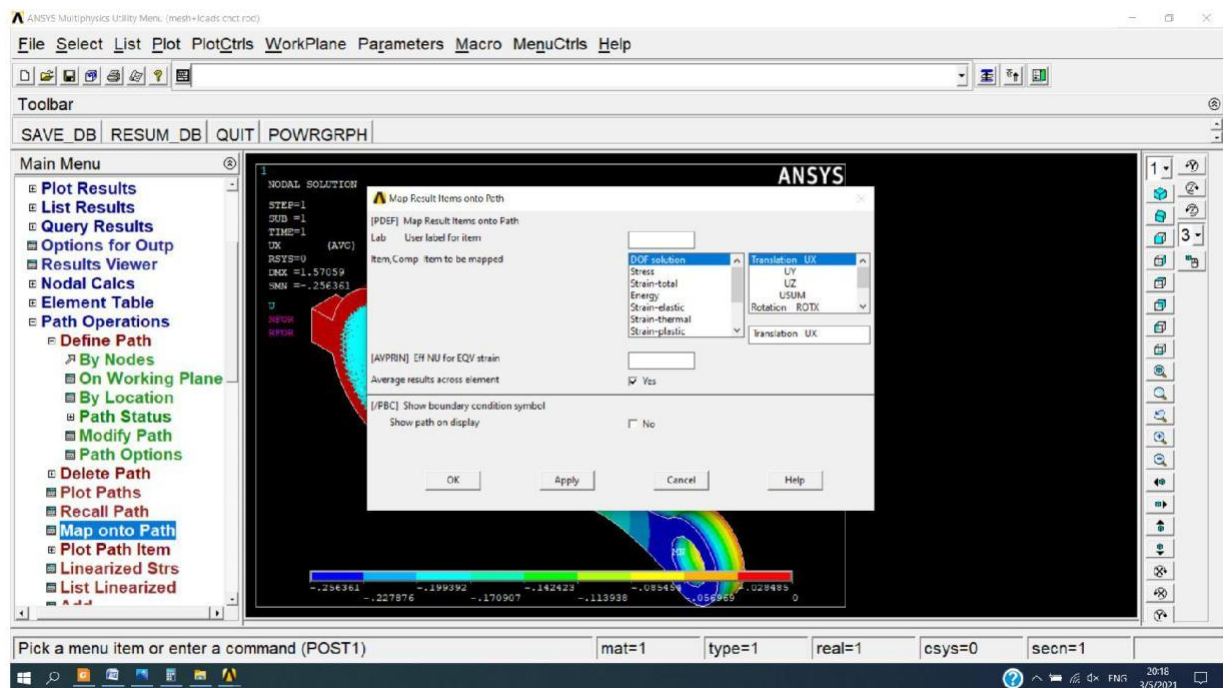 ANSYS Multiphysics Utility Menu (mesh+loads cnct rod)
File Select List Plot PlotCtrls WorkPlane Parameters Macro MenuCtrls Help
Toolbar
SAVE_DB RESUM_DB QUIT POWRGRPH
Main Menu
Plot Results
List Results
Query Results
Options for Outp
Results Viewer
Nodal Calcs
Element Table
Path Operations
Define Path
By Nodes
On Working Plane
By Location
Path Status
Modify Path
Path Options
Delete Path
Plot Paths
Recall Path
Map onto Path
Plot Path Item
Linearized Strs
List Linearized
1
NODAL SOLUTION
STEP=1
SUB =1
TIME=1
UX (AVG)
RSYS=0
DMX =1.57059
SMN =-.256361
U
NFOR
RFOR
ANSYS
Map Result Items onto Path
[PDEF] Map Result Items onto Path
Lab User label for item
Item,Comp Item to be mapped
DOF solution
Stress
Strain-total
Energy
Strain-elastic
Strain-thermal
Strain-plastic
Translation UX
UY
UZ
USUM
Rotation ROTX
Translation UX
[AVPRIN] Eff NU for EQV strain
Average results across element Yes
[/PBC] Show boundary condition symbol
Show path on display No
OK Apply Cancel Help
-.256361 -.199392 -.142423 -.085454 -.028485
-.227876 -.170907 -.113938 -.056969 0
1
3
Pick a menu item or enter a command (POST1) mat=1 type=1 real=1 csys=0 secn=1
ENG 20:18
3/5/2021